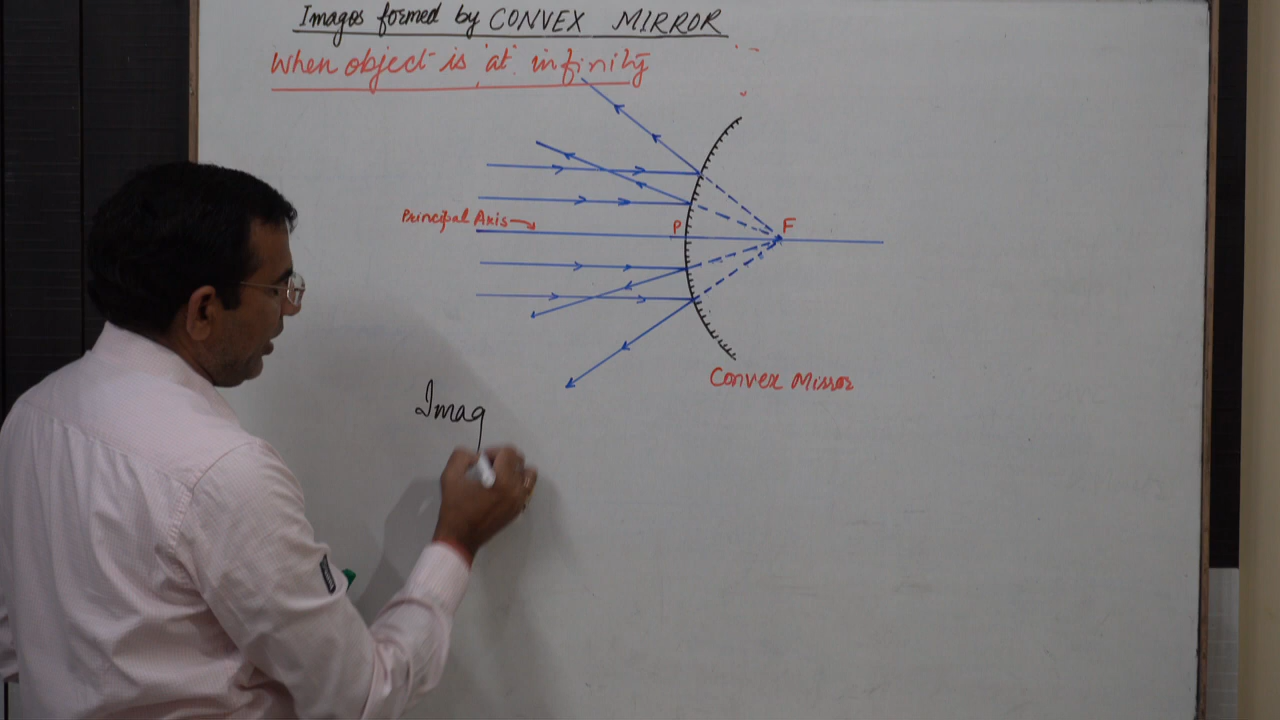 Images formed by CONVEX MIRROR
When object is 'at' infinity
Principal Axis
P
F
Convex Mirror
Imag